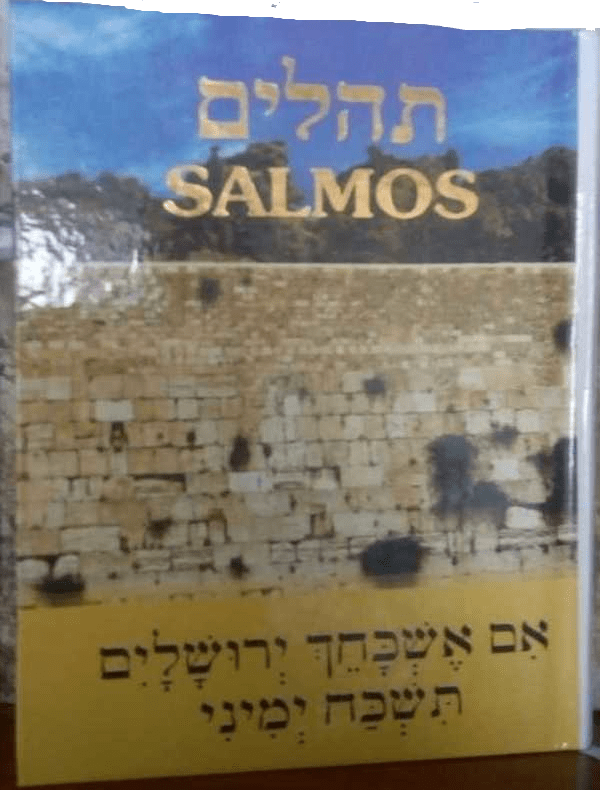 תהלים
SALMOS
אִם אֶשְׁכָּחֵךְ יְרוּשָׁלָיִם
תִּשְׁכַּח יְמִינִי